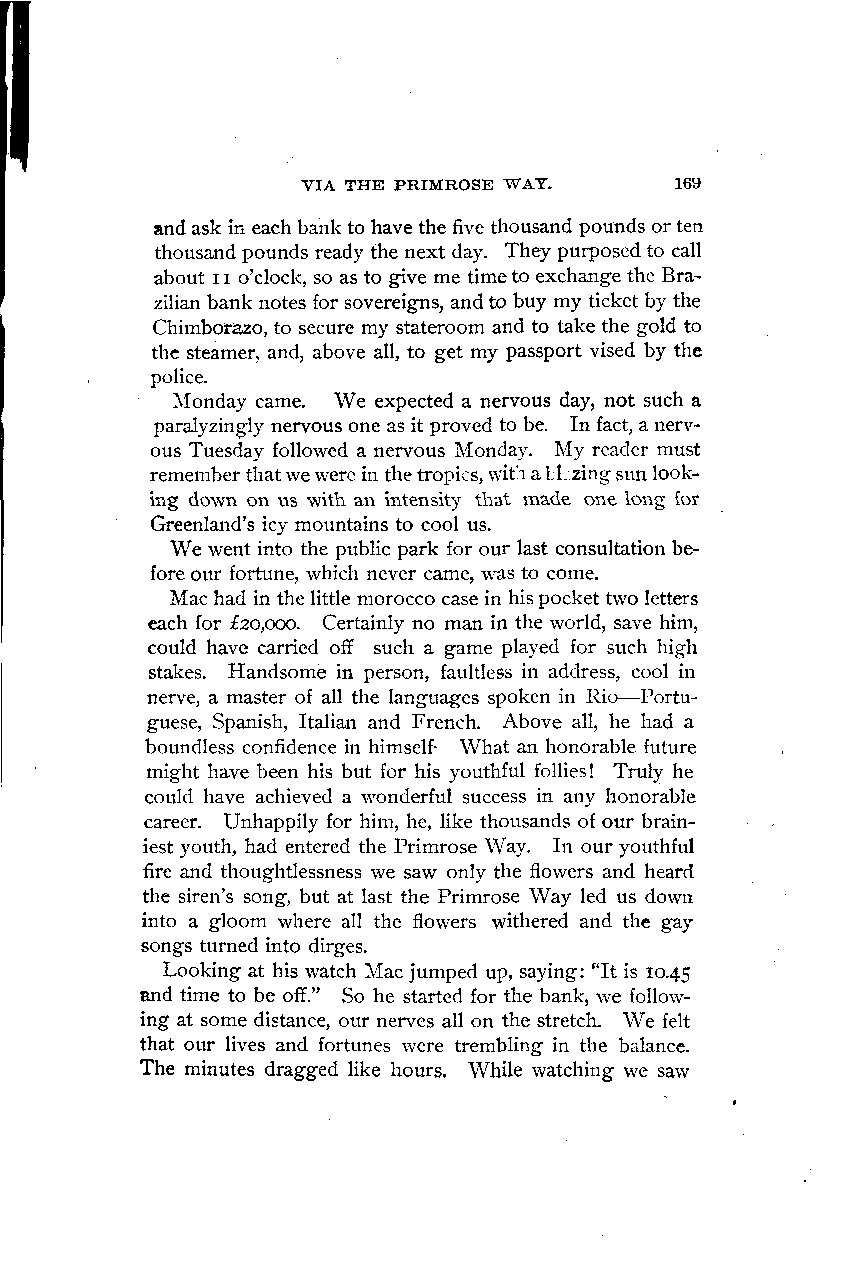 VIA THE PRIMROSE WAY. 169
and ask in each bank to have the five thousand pounds or ten
thousand pounds ready the next day. They purposed to call
about 11 o'clock, so as to give me time to exchange the Bra-
zilian bank notes for sovereigns, and to buy my ticket by the
Chimborazo, to secure my stateroom and to take the gold to
the steamer, and, above all, to get my passport vised by the
police.
Monday came. We expected a nervous day, not such a
paralyzingly nervous one as it proved to be. In fact, a nerv-
ous Tuesday followed a nervous Monday. My reader must
remember that we were in the tropics, with a blazing sun look-
ing down on us with an intensity that made one long for
Greenland's icy mountains to cool us.
We went into the public park for our last consultation be-
fore our fortune, which never came, was to come.
Mac had in the little morocco case in his pocket two letters
each for £20,000. Certainly no man in the world, save him,
could have carried off such a game played for such high
stakes. Handsome in person, faultless in address, cool in
nerve, a master of all the languages spoken in Rio—Portu-
guese, Spanish, Italian and French. Above all, he had a
boundless confidence in himself. What an honorable future
might have been his but for his youthful follies! Truly he
could have achieved a wonderful success in any honorable
career. Unhappily for him, he, like thousands of our brain-
iest youth, had entered the Primrose Way. In our youthful
fire and thoughtlessness we saw only the flowers and heard
the siren's song, but at last the Primrose Way led us down
into a gloom where all the flowers withered and the gay
songs turned into dirges.
Looking at his watch Mac jumped up, saying: "It is 10.45
and time to be off." So he started for the bank, we follow-
ing at some distance, our nerves all on the stretch. We felt
that our lives and fortunes were trembling in the balance.
The minutes dragged like hours. While watching we saw